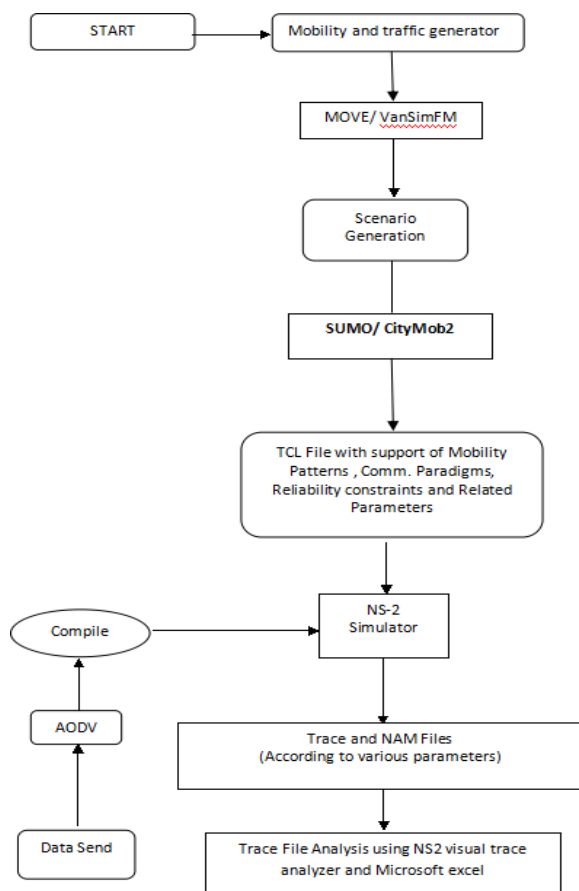 START
Mobility and traffic generator
MOVE/ VanSimFM
Scenario
Generation
SUMO/ CityMob2
TCL File with support of Mobility
Patterns , Comm. Paradigms,
Reliability constraints and Related
Parameters
NS-2
Simulator
Compile
AODV
Data Send
Trace and NAM Files
(According to various parameters)
Trace File Analysis using NS2 visual trace
analyzer and Microsoft excel